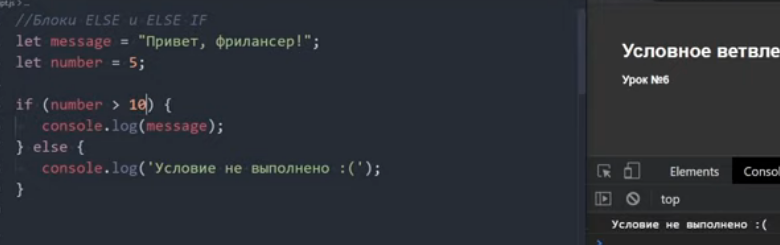 //Блоки ELSE и ELSE IF
let message = "Привет, фрилансер!";
let number = 5;
if (number > 10) {
console.log(message);
} else {
console.log('Условие не выполнено :(');
}
Условное ветвле
Урок №6
Elements Consol
top
Условие не выполнено :(